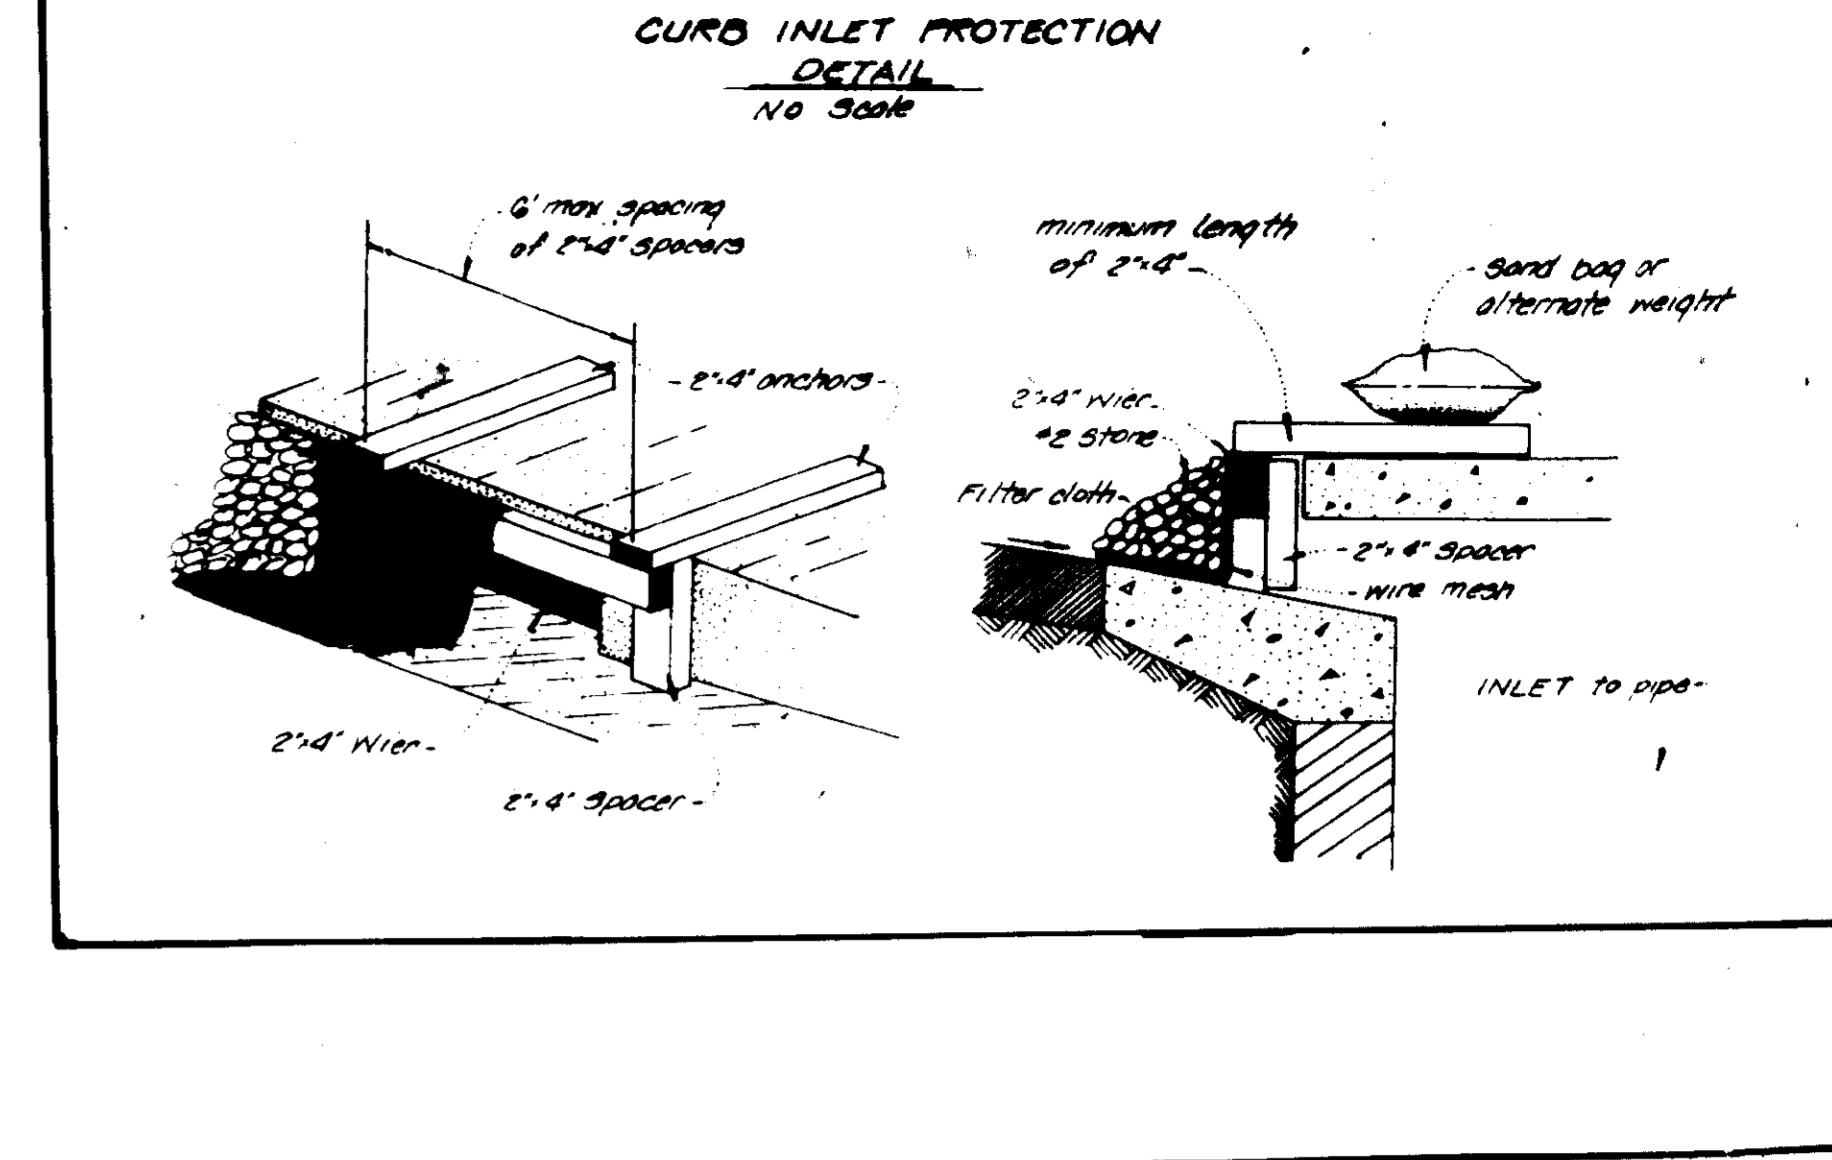 CURB INLET PROTECTION
DETAIL
No Scale
6' max spacing
of 2"x4" spacers
2"x4" anchors
2"x4" Wier
2"x4" Spacer
minimum length
of 2"x4"
sand bag or
alternate weight
2"x4" wier
#2 stone
Filter cloth
2"x4" spacer
wire mesh
INLET to pipe